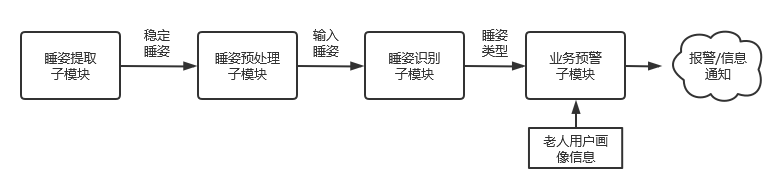 睡姿提取
子模块
稳定
睡姿
睡姿预处理
子模块
输入
睡姿
睡姿识别
子模块
睡姿
类型
业务预警
子模块
报警/信息
通知
老人用户画
像信息